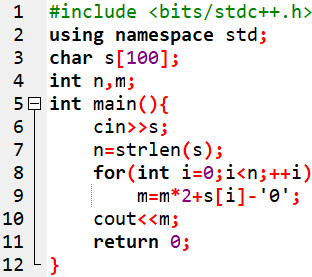 1 #include <bits/stdc++.h>
2 using namespace std;
3 char s[100];
4 int n,m;
5 int main(){
6     cin>>s;
7     n=strlen(s);
8     for(int i=0;i<n;++i)
9         m=m*2+s[i]-'0';
10     cout<<m;
11     return 0;
12 }